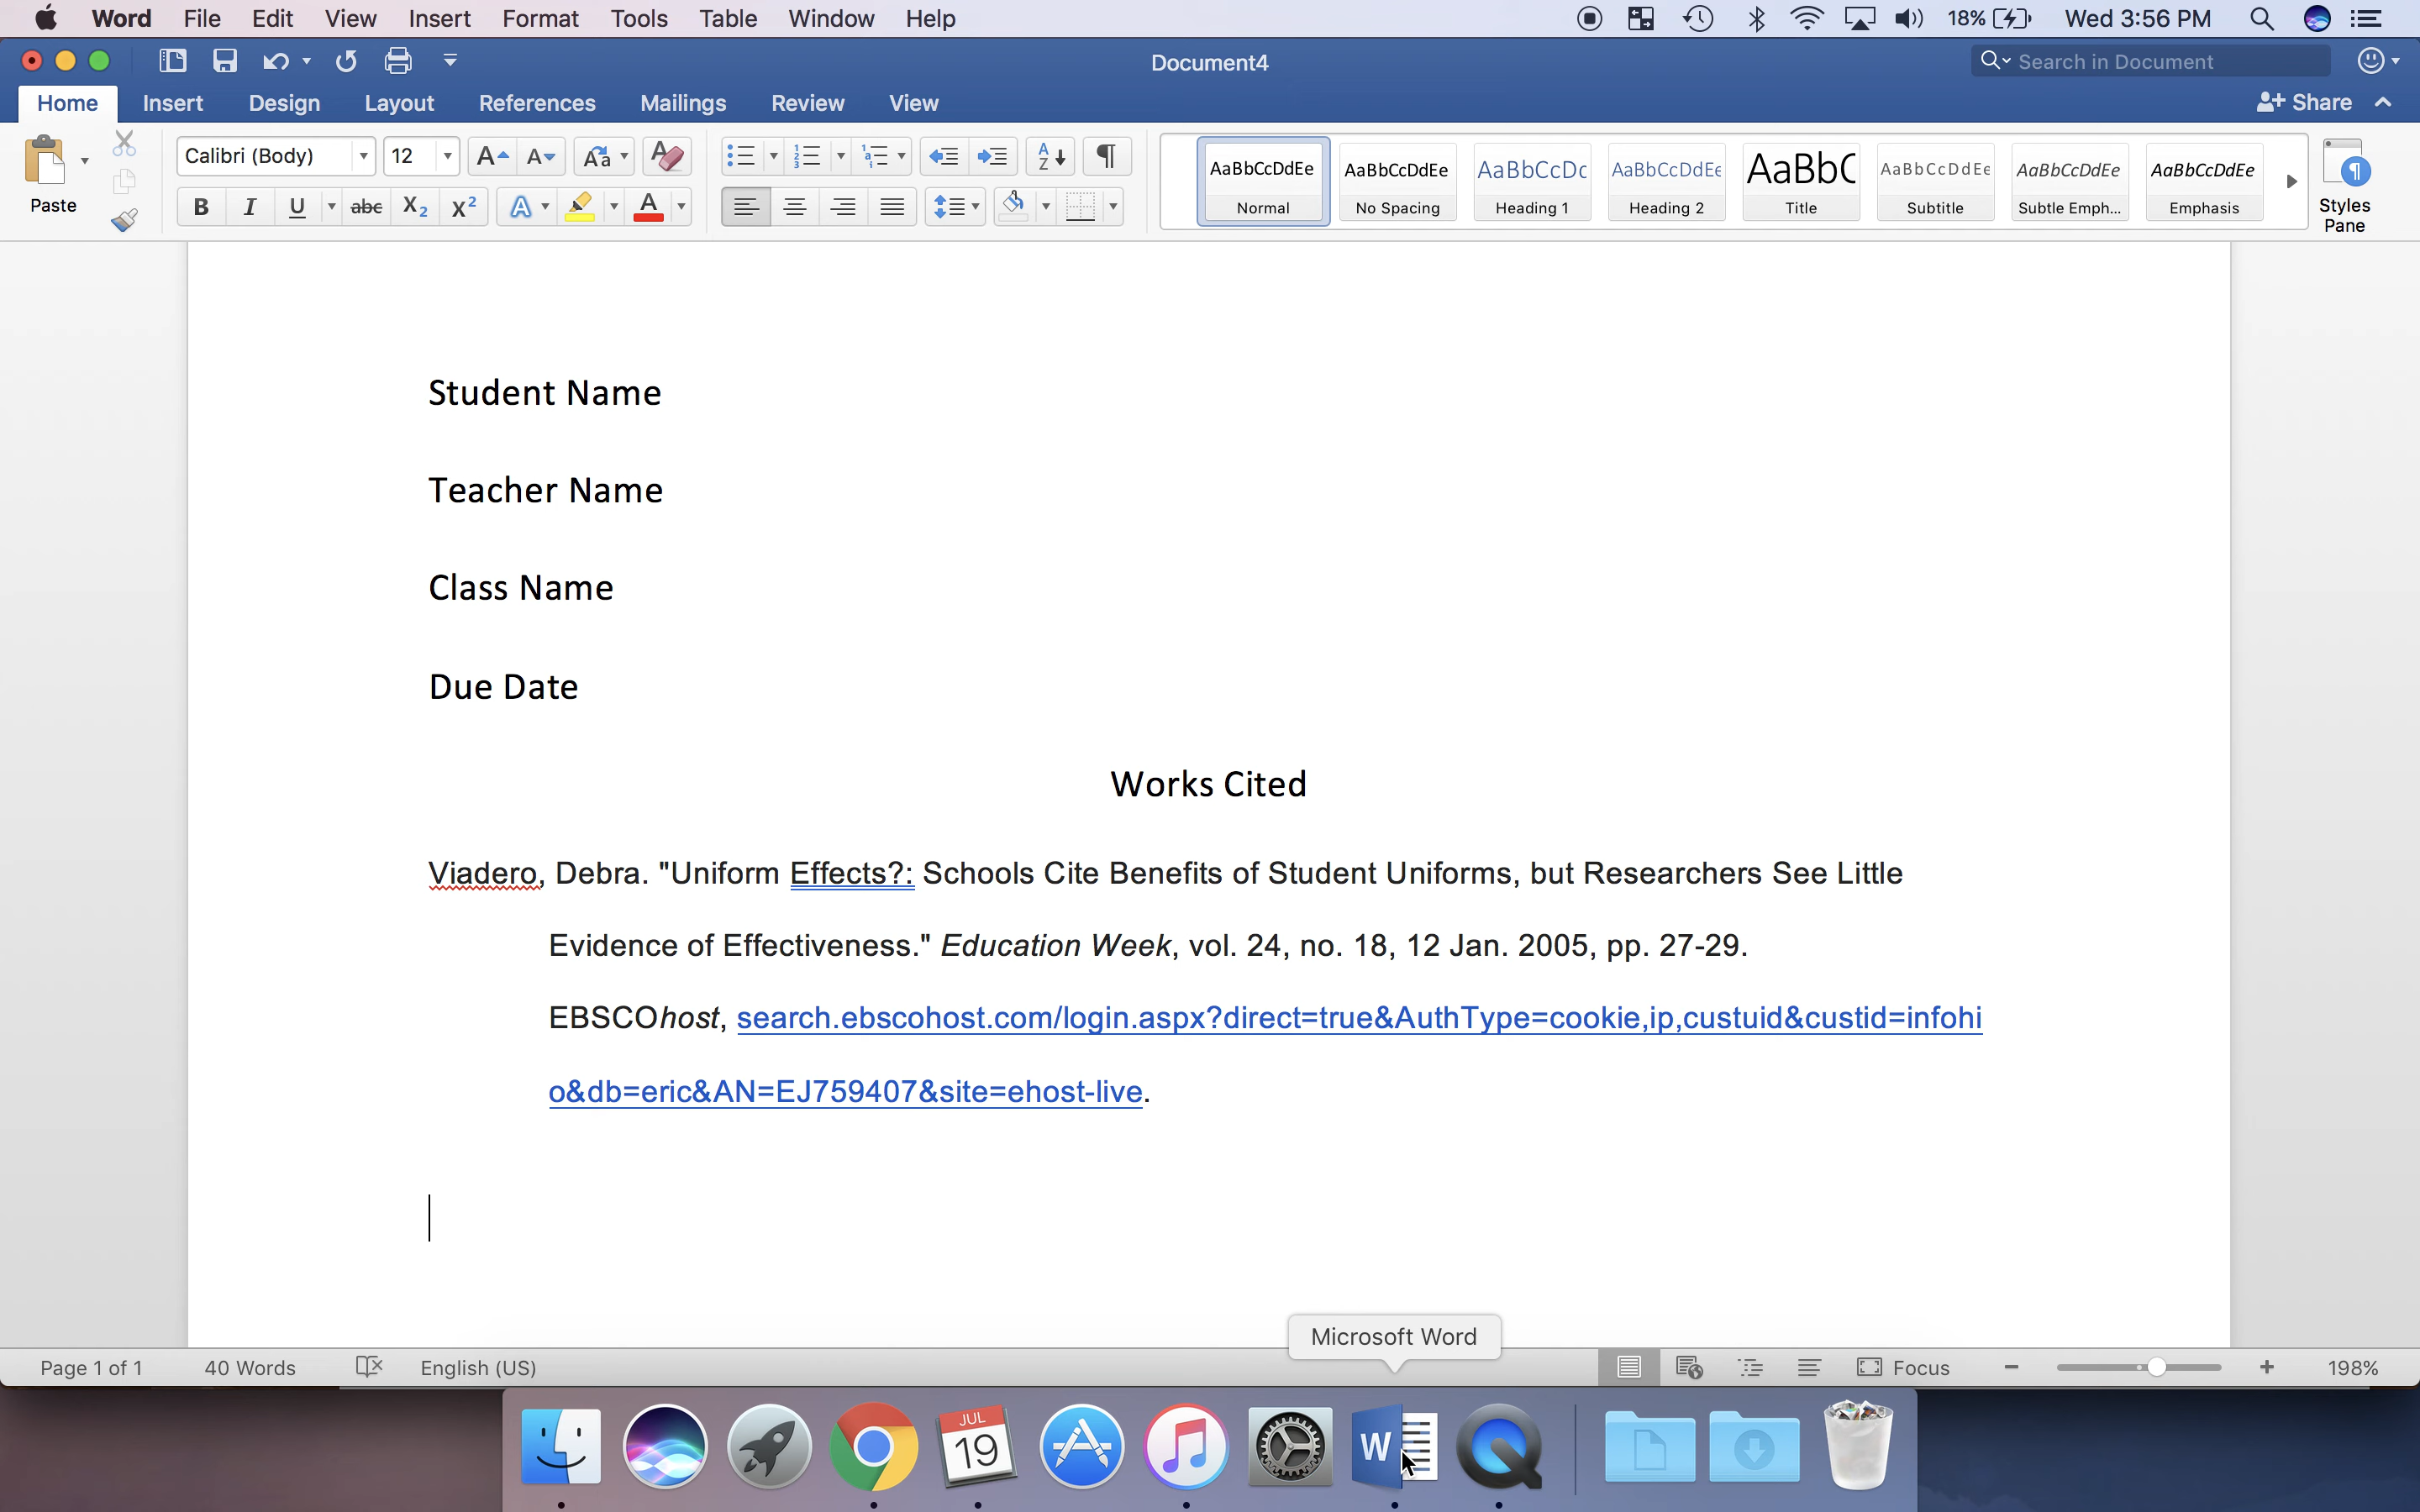 Word File Edit View Insert Format Tools Table Window Help 18% Wed 3:56 PM
Document4 Search in Document
Home Insert Design Layout References Mailings Review View Share
Paste Calibri (Body) 12 AaBbCcDdEe AaBbCcDdEe AaBbCcDc AaBbCcDdEe AaBbC AaBbCcDdEe AaBbCcDdEe AaBbCcDdEe
Normal No Spacing Heading 1 Heading 2 Title Subtitle Subtle Emph... Emphasis Styles Pane
B I U abc X2 X2 A A
Student Name
Teacher Name
Class Name
Due Date
Works Cited
Viadero, Debra. "Uniform Effects?: Schools Cite Benefits of Student Uniforms, but Researchers See Little
Evidence of Effectiveness." Education Week, vol. 24, no. 18, 12 Jan. 2005, pp. 27-29.
EBSCOhost, search.ebscohost.com/login.aspx?direct=true&AuthType=cookie,ip,custuid&custid=infohi
o&db=eric&AN=EJ759407&site=ehost-live.
Microsoft Word
Page 1 of 1 40 Words English (US) Focus 198%
JUL
19
W